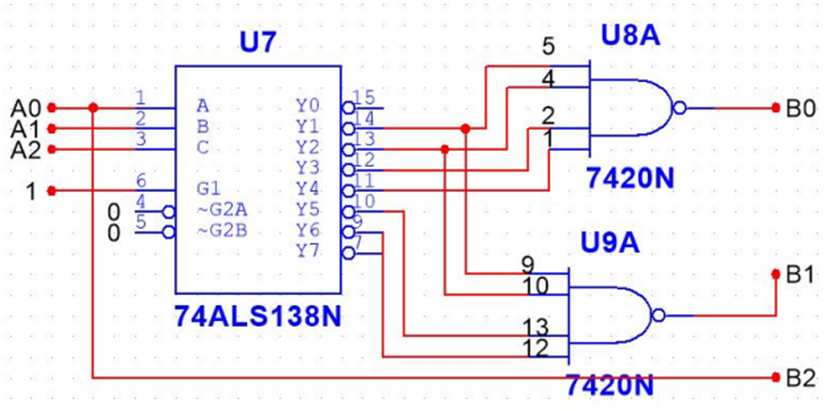 U7
U8A
A0 1 A Y0 15
A1 2 B Y1 14
A2 3 C Y2 13
Y3 12
1 6 G1 Y4 11
0 4 ~G2A Y5 10
0 5 ~G2B Y6 9
Y7 7
74ALS138N
5
4
2
1
B0
7420N
U9A
9
10
13
12
B1
7420N
B2